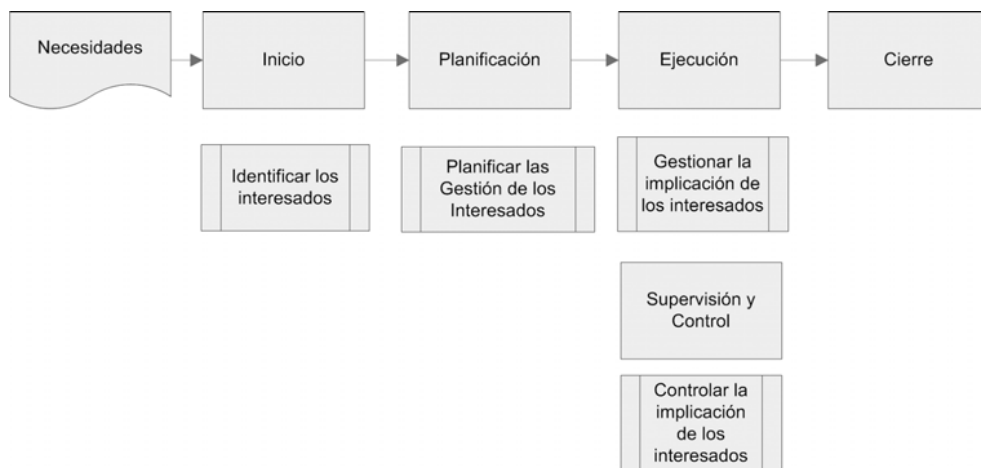 Necesidades
Inicio
Planificación
Ejecución
Cierre
Identificar los
interesados
Planificar las
Gestión de los
Interesados
Gestionar la
implicación de
los interesados
Supervisión y
Control
Controlar la
implicación
de los
interesados